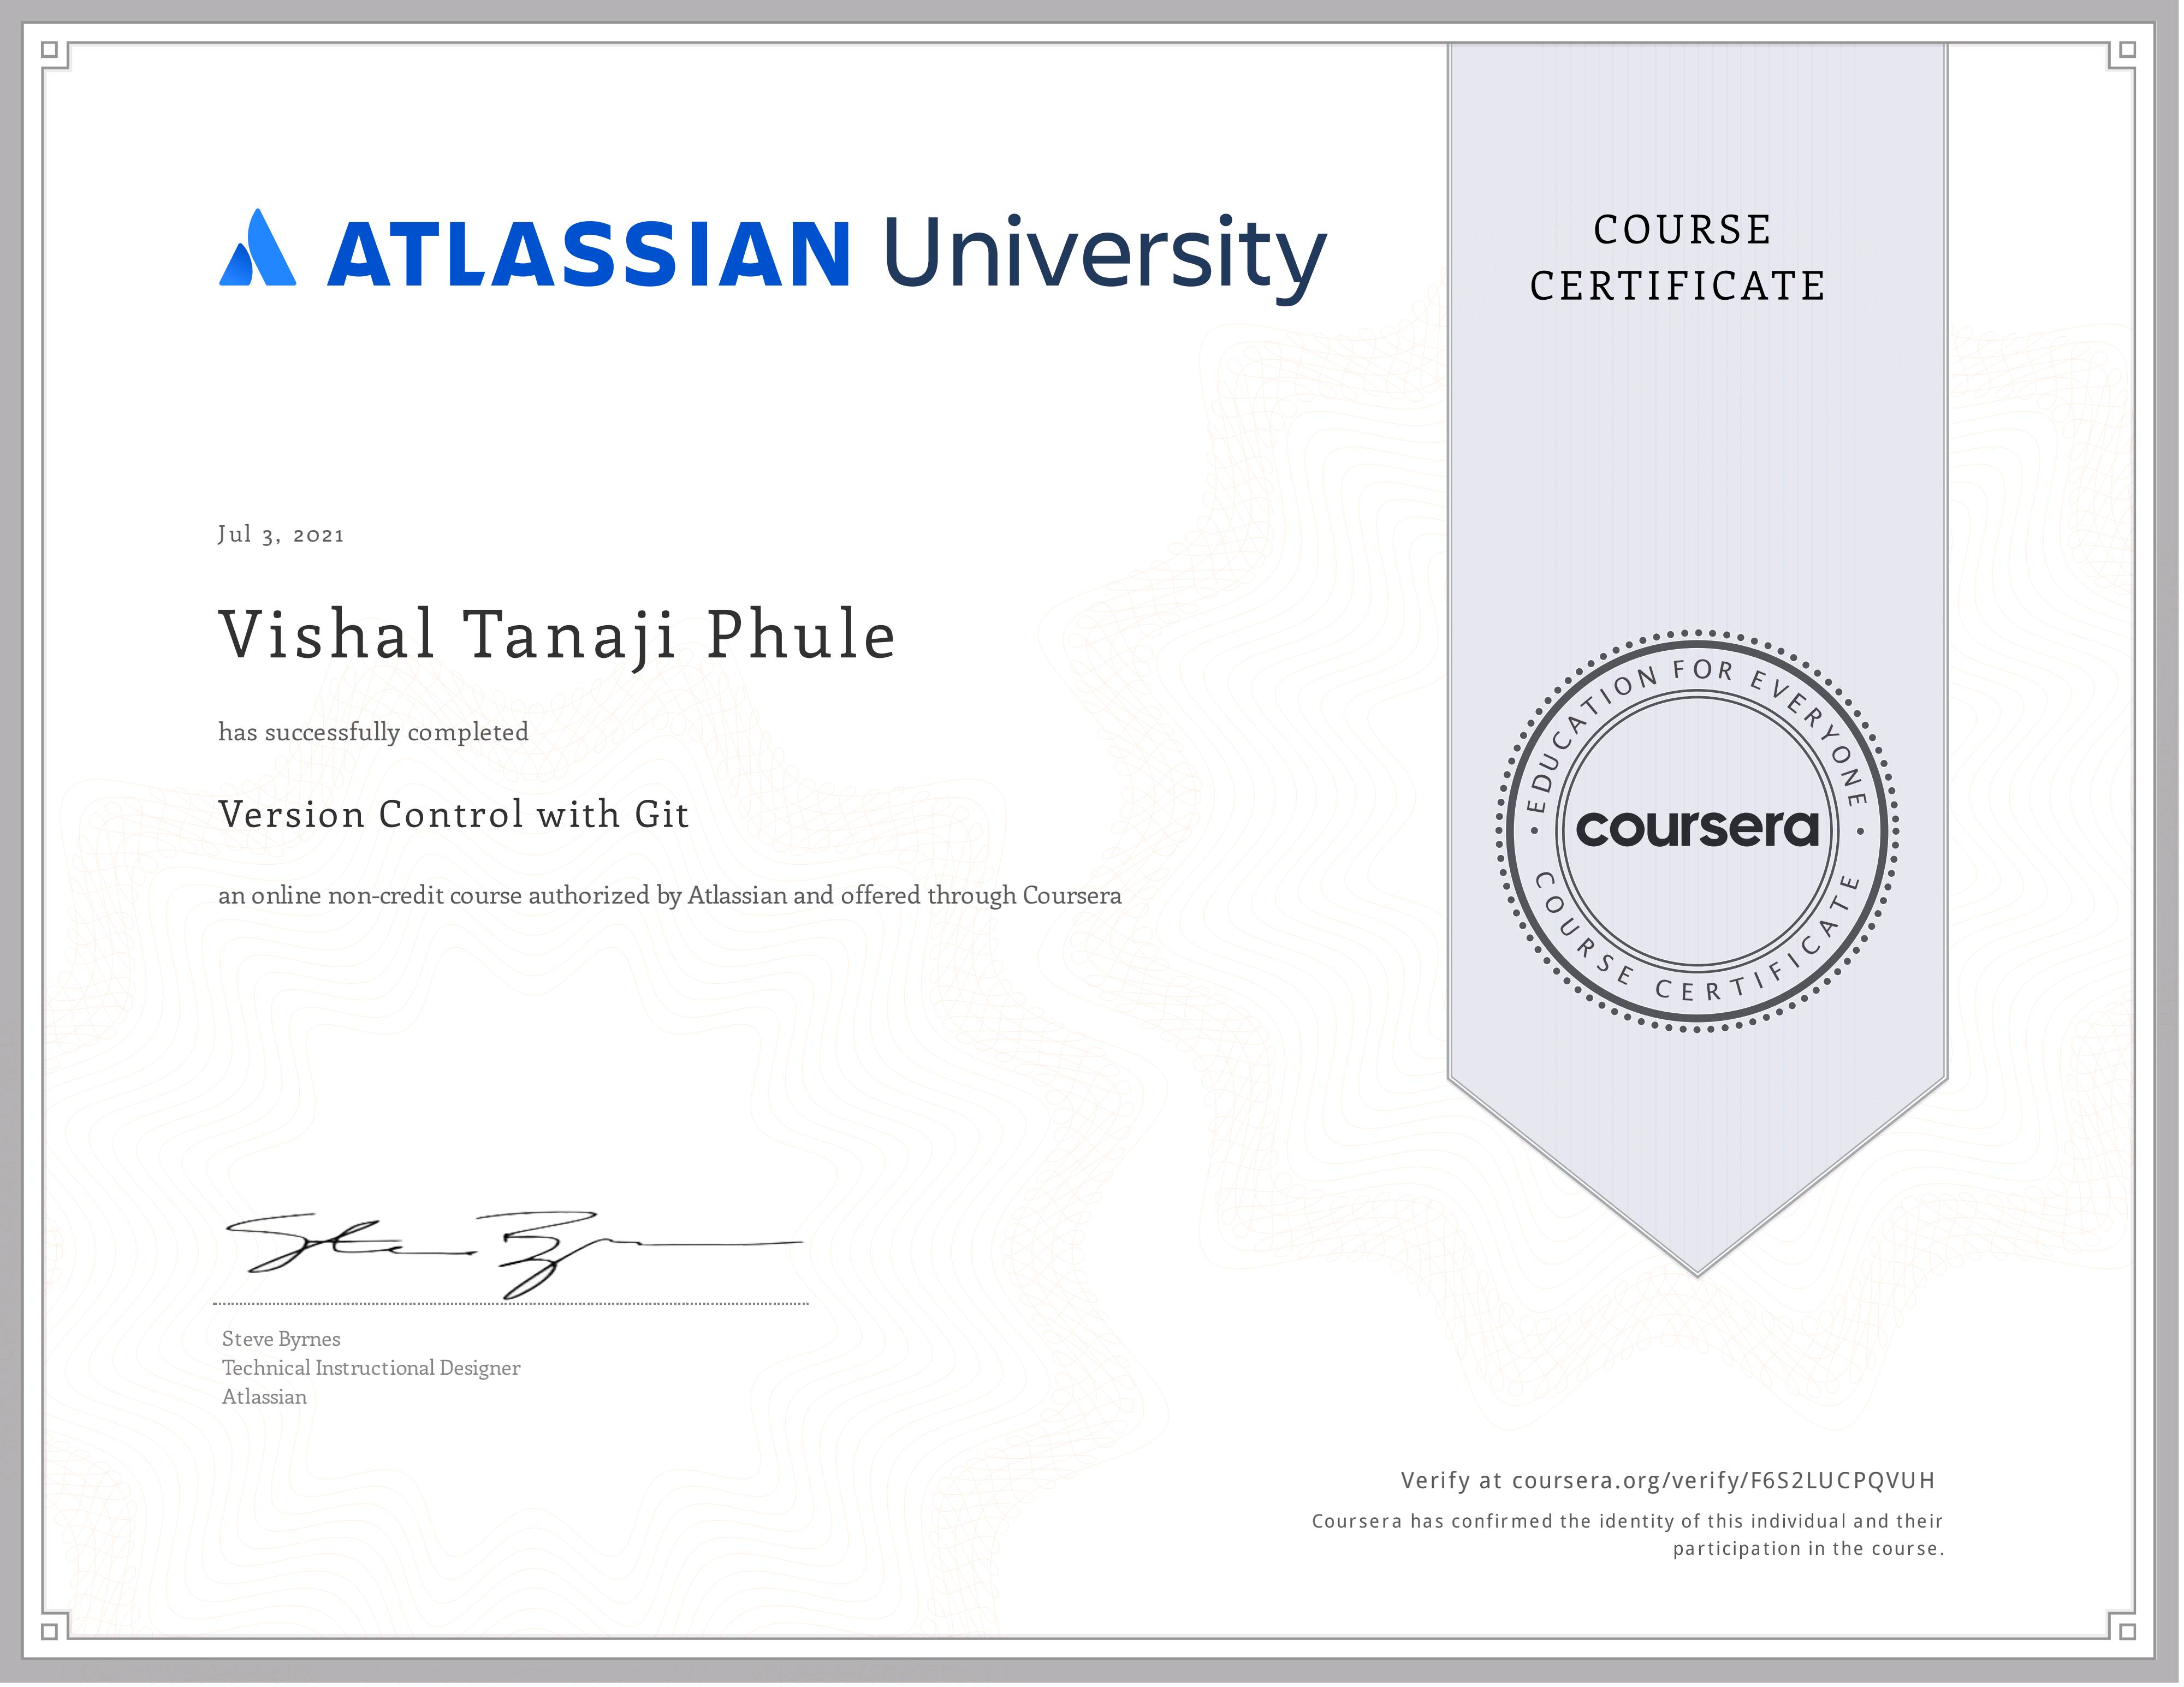 ATLASSIAN University
COURSE
CERTIFICATE
Jul 3, 2021
Vishal Tanaji Phule
has successfully completed
Version Control with Git
an online non-credit course authorized by Atlassian and offered through Coursera
EDUCATION FOR EVERYONE
coursera
COURSE CERTIFICATE
Steve Byrnes
Technical Instructional Designer
Atlassian
Verify at coursera.org/verify/F6S2LUCPQVUH
Coursera has confirmed the identity of this individual and their
participation in the course.